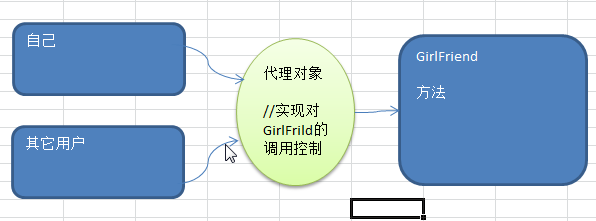 自己
其它用户
代理对象
//实现对
GirlFrild的
调用控制
GirlFriend
方法